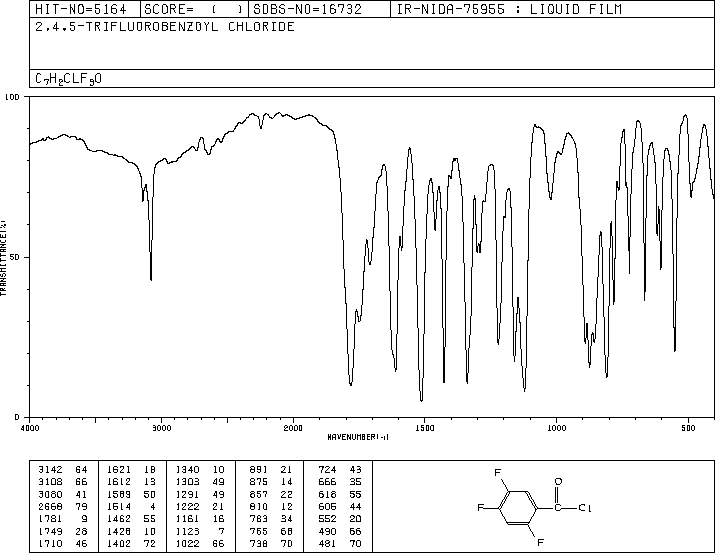 HIT-NO=5164 SCORE= ( ) SDBS-NO=16732 IR-NIDA-75955 : LIQUID FILM
2,4,5-TRIFLUOROBENZOYL CHLORIDE
C7H2CLF3O
100
50
0
TRANSMITTANCE(%)
4000 3000 2000 1500 1000 500
WAVENUMBER(-1)
3142 64 1621 18 1340 10 891 21 724 43
3108 66 1612 13 1303 49 875 14 666 35
3080 41 1589 50 1291 49 857 22 618 55
2668 79 1514 4 1222 21 810 12 605 44
1781 9 1462 55 1161 16 783 34 552 20
1749 28 1428 10 1123 7 765 68 490 66
1710 46 1402 72 1022 66 738 70 481 70
F
O
F
Cl
F